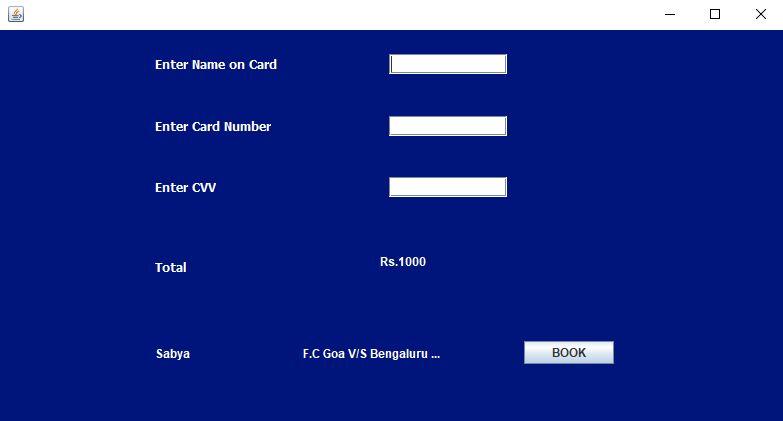 Enter Name on Card
Enter Card Number
Enter CVV
Total
Rs.1000
Sabya
F.C Goa V/S Bengaluru ...
BOOK